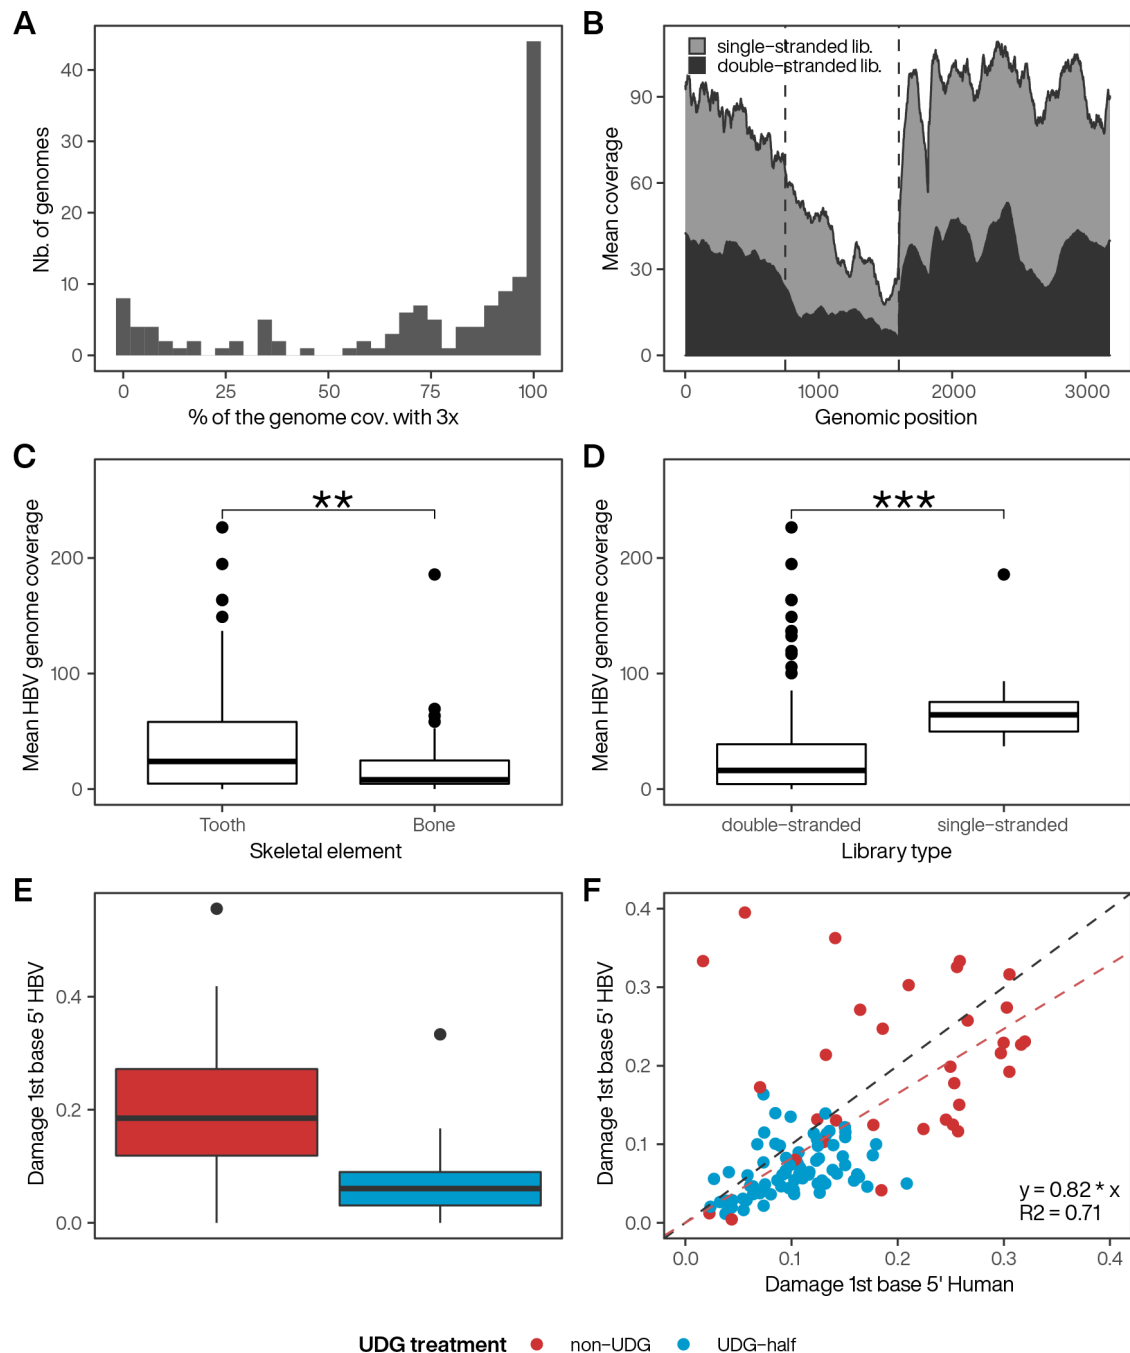 A
Nb. of genomes
40
30
20
10
0
0 25 50 75 100
% of the genome cov. with 3x
B
single−stranded lib.
double−stranded lib.
Mean coverage
90
60
30
0
0 1000 2000 3000
Genomic position
C
**
Mean HBV genome coverage
200
100
0
Tooth Bone
Skeletal element
D
***
Mean HBV genome coverage
200
100
0
double−stranded single−stranded
Library type
E
Damage 1st base 5' HBV
0.4
0.2
0.0
F
Damage 1st base 5' HBV
0.4
0.3
0.2
0.1
0.0
y = 0.82 * x
R2 = 0.71
0.0 0.1 0.2 0.3 0.4
Damage 1st base 5' Human
UDG treatment non−UDG UDG−half